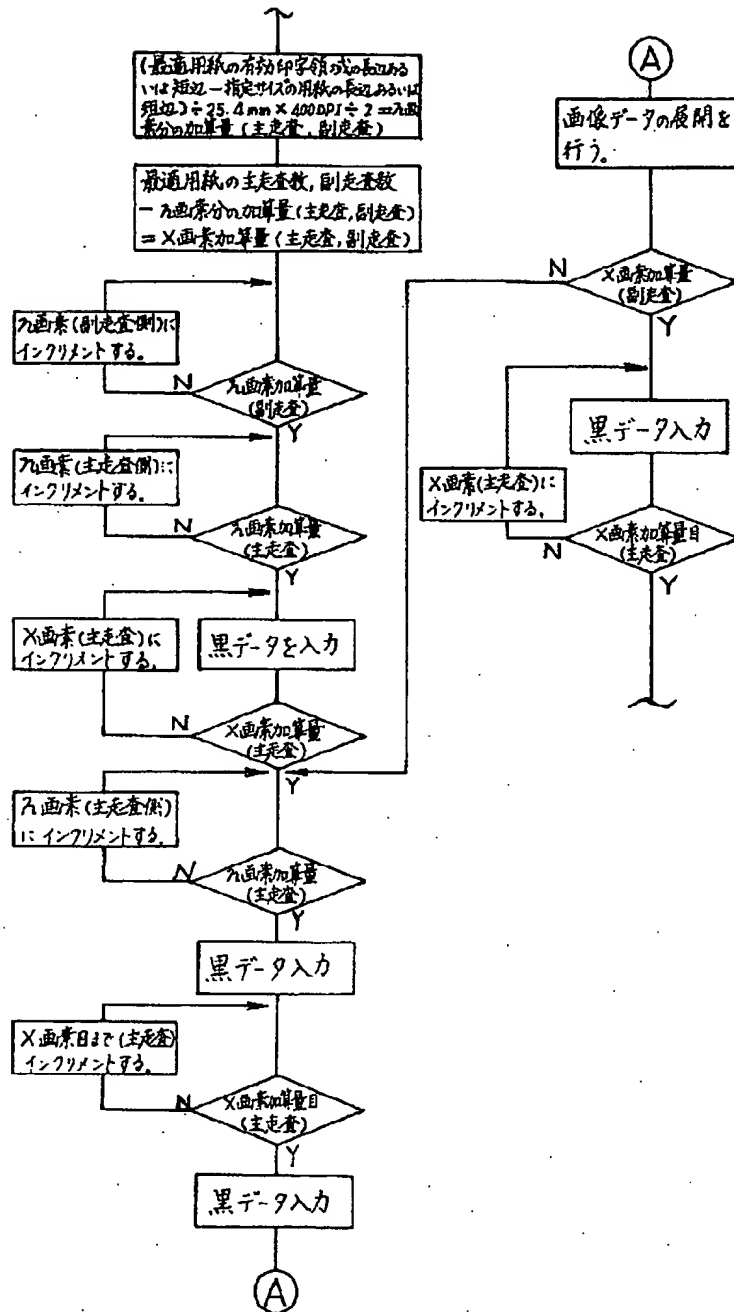 (最適用紙の有効印字領域の長辺ある
いは短辺－指定サイズの用紙の長辺あるいは
短辺)÷25.4mm×400DPI÷2=n画
素分の加算量(主走査,副走査)
最適用紙の主走査数,副走査数
－n画素分の加算量(主走査,副走査)
=X画素加算量(主走査,副走査)
n画素(副走査側)に
インクリメントする。
N
n画素加算量
(副走査)
Y
n画素(主走査側)に
インクリメントする。
N
n画素加算量
(主走査)
Y
X画素(主走査)に
インクリメントする。
黒データを入力
N
X画素加算量
(主走査)
Y
n画素(主走査側)
にインクリメントする。
N
n画素加算量
(主走査)
Y
黒データ入力
X画素目まで(主走査)
インクリメントする。
N
X画素加算量目
(主走査)
Y
黒データ入力
A
A
画像データの展開を
行う。
N
X画素加算量
(副走査)
Y
黒データ入力
X画素(主走査)に
インクリメントする。
N
X画素加算量目
(主走査)
Y